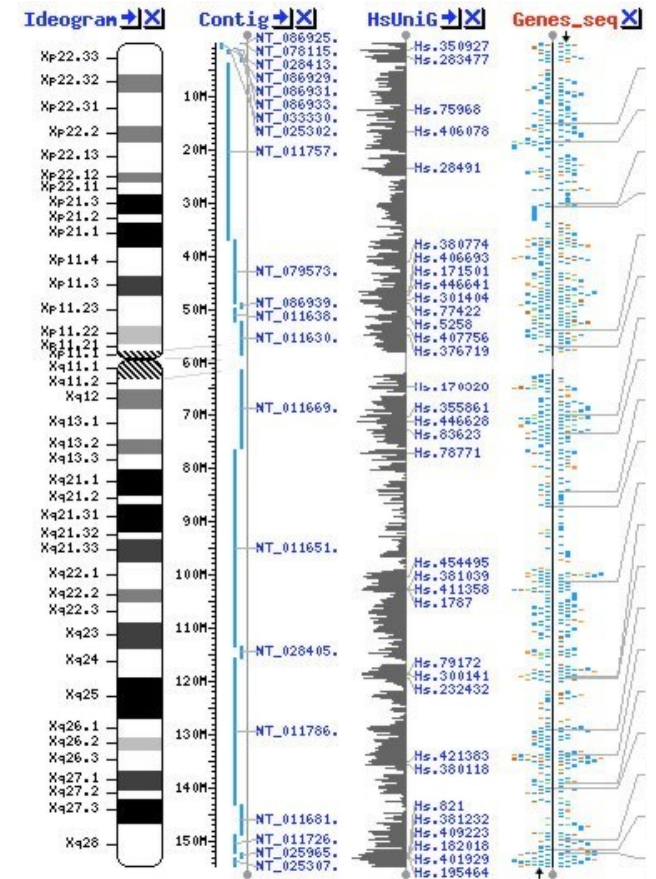 Ideogram
Contig
HsUniG
Genes_seq
Xp22.33
Xp22.32
Xp22.31
Xp22.2
Xp22.13
Xp22.12
Xp22.11
Xp21.3
Xp21.2
Xp21.1
Xp11.4
Xp11.3
Xp11.23
Xp11.22
Xp11.21
Xp11.1
Xq11.1
Xq11.2
Xq12
Xq13.1
Xq13.2
Xq13.3
Xq21.1
Xq21.2
Xq21.31
Xq21.32
Xq21.33
Xq22.1
Xq22.2
Xq22.3
Xq23
Xq24
Xq25
Xq26.1
Xq26.2
Xq26.3
Xq27.1
Xq27.2
Xq27.3
Xq28
10M
20M
30M
40M
50M
60M
70M
80M
90M
100M
110M
120M
130M
140M
150M
NT_086925.
NT_078115.
NT_028413.
NT_086929.
NT_086931.
NT_086933.
NT_033330.
NT_025302.
NT_011757.
NT_079573.
NT_086939.
NT_011638.
NT_011630.
NT_011669.
NT_011651.
NT_028405.
NT_011786.
NT_011681.
NT_011726.
NT_025965.
NT_025307.
Hs.350927
Hs.283477
Hs.75968
Hs.406078
Hs.28491
Hs.380774
Hs.406693
Hs.171501
Hs.446641
Hs.301404
Hs.77422
Hs.5258
Hs.407756
Hs.376719
Hs.170320
Hs.355861
Hs.446628
Hs.83623
Hs.78771
Hs.454495
Hs.381039
Hs.411358
Hs.1787
Hs.79172
Hs.300141
Hs.232432
Hs.421383
Hs.380118
Hs.821
Hs.381232
Hs.409223
Hs.182018
Hs.401929
Hs.195464